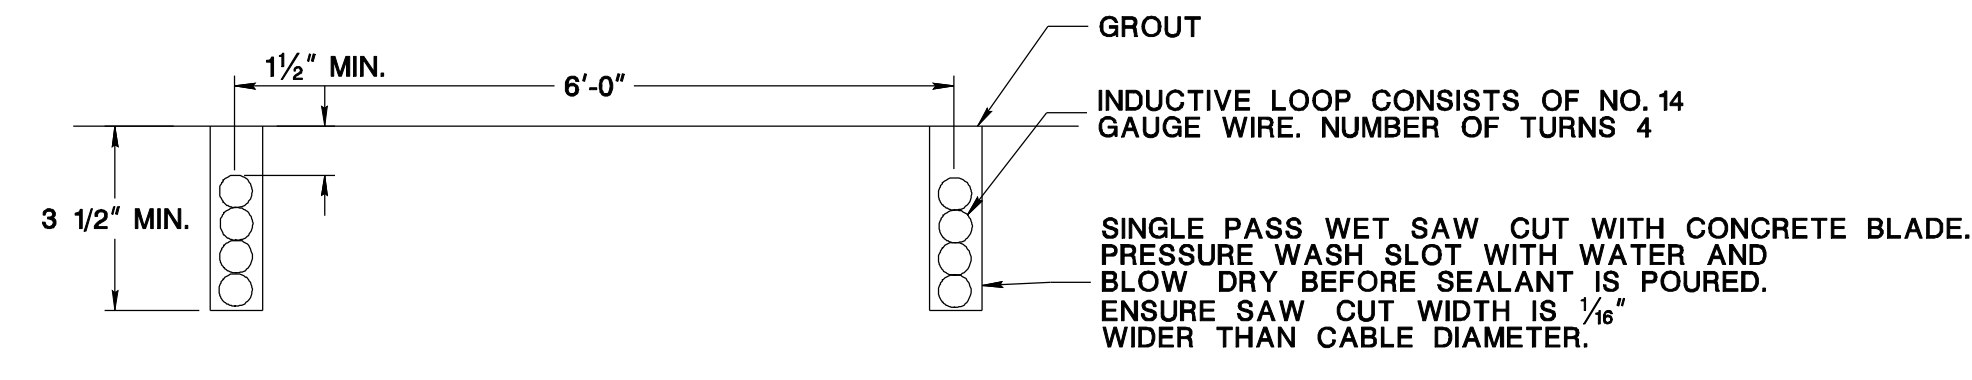 GROUT
1½" MIN.
6'-0"
INDUCTIVE LOOP CONSISTS OF NO. 14
GAUGE WIRE. NUMBER OF TURNS 4
3 1/2" MIN.
SINGLE PASS WET SAW CUT WITH CONCRETE BLADE.
PRESSURE WASH SLOT WITH WATER AND
BLOW DRY BEFORE SEALANT IS POURED.
ENSURE SAW CUT WIDTH IS 1/16"
WIDER THAN CABLE DIAMETER.